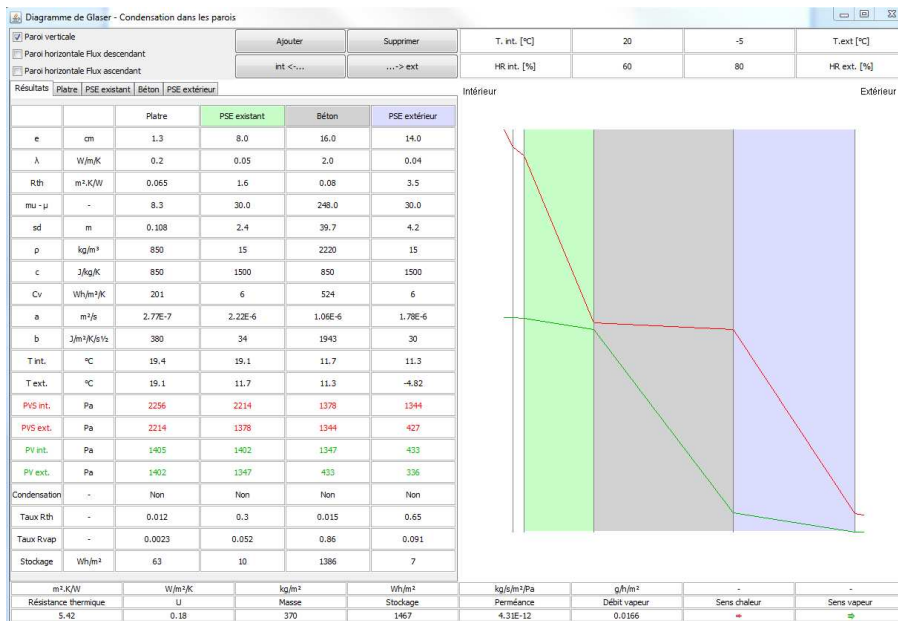 Diagramme de Glaser - Condensation dans les parois
Paroi verticale
Paroi horizontale Flux descendant
Paroi horizontale Flux ascendant
Ajouter Supprimer
int <-... ...-> ext
T. int. [°C] 20 -5 T.ext [°C]
HR int. [%] 60 80 HR ext. [%]
Résultats Platre PSE existant Béton PSE extérieur
Intérieur Extérieur
Platre PSE existant Béton PSE extérieur
e cm 1.3 8.0 16.0 14.0
λ W/m/K 0.2 0.05 2.0 0.04
Rth m².K/W 0.065 1.6 0.08 3.5
mu - μ - 8.3 30.0 248.0 30.0
sd m 0.108 2.4 39.7 4.2
ρ kg/m³ 850 15 2220 15
c J/kg/K 850 1500 850 1500
Cv Wh/m³/K 201 6 524 6
a m²/s 2.77E-7 2.22E-6 1.06E-6 1.78E-6
b J/m²/K/s½ 380 34 1943 30
T int. °C 19.4 19.1 11.7 11.3
T ext. °C 19.1 11.7 11.3 -4.82
PVS int. Pa 2256 2214 1378 1344
PVS ext. Pa 2214 1378 1344 427
PV int. Pa 1405 1402 1347 433
PV ext. Pa 1402 1347 433 336
Condensation - Non Non Non Non
Taux Rth - 0.012 0.3 0.015 0.65
Taux Rvap - 0.0023 0.052 0.86 0.091
Stockage Wh/m² 63 10 1386 7
m².K/W W/m²/K kg/m² Wh/m² kg/s/m²/Pa g/h/m² - -
Résistance thermique U Masse Stockage Perméance Débit vapeur Sens chaleur Sens vapeur
5.42 0.18 370 1467 4.31E-12 0.0166